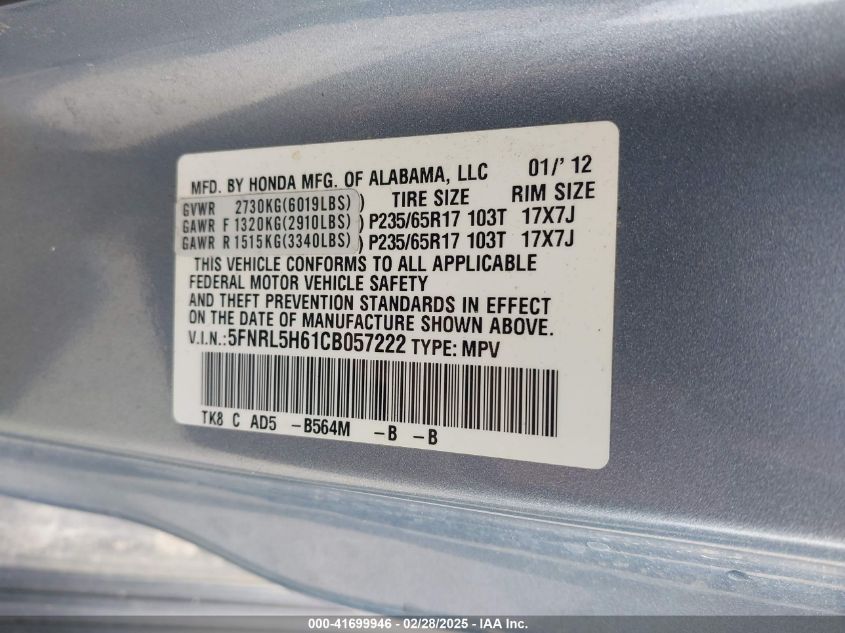 MFD. BY HONDA MFG. OF ALABAMA, LLC 01/' 12
GVWR 2730KG(6019LBS) TIRE SIZE RIM SIZE
GAWR F 1320KG(2910LBS) P235/65R17 103T 17X7J
GAWR R 1515KG(3340LBS) P235/65R17 103T 17X7J
THIS VEHICLE CONFORMS TO ALL APPLICABLE
FEDERAL MOTOR VEHICLE SAFETY
AND THEFT PREVENTION STANDARDS IN EFFECT
ON THE DATE OF MANUFACTURE SHOWN ABOVE.
V.I.N.:5FNRL5H61CB057222 TYPE: MPV
TK8 C AD5 -B564M -B -B
000-41699946 - 02/28/2025 - IAA Inc.